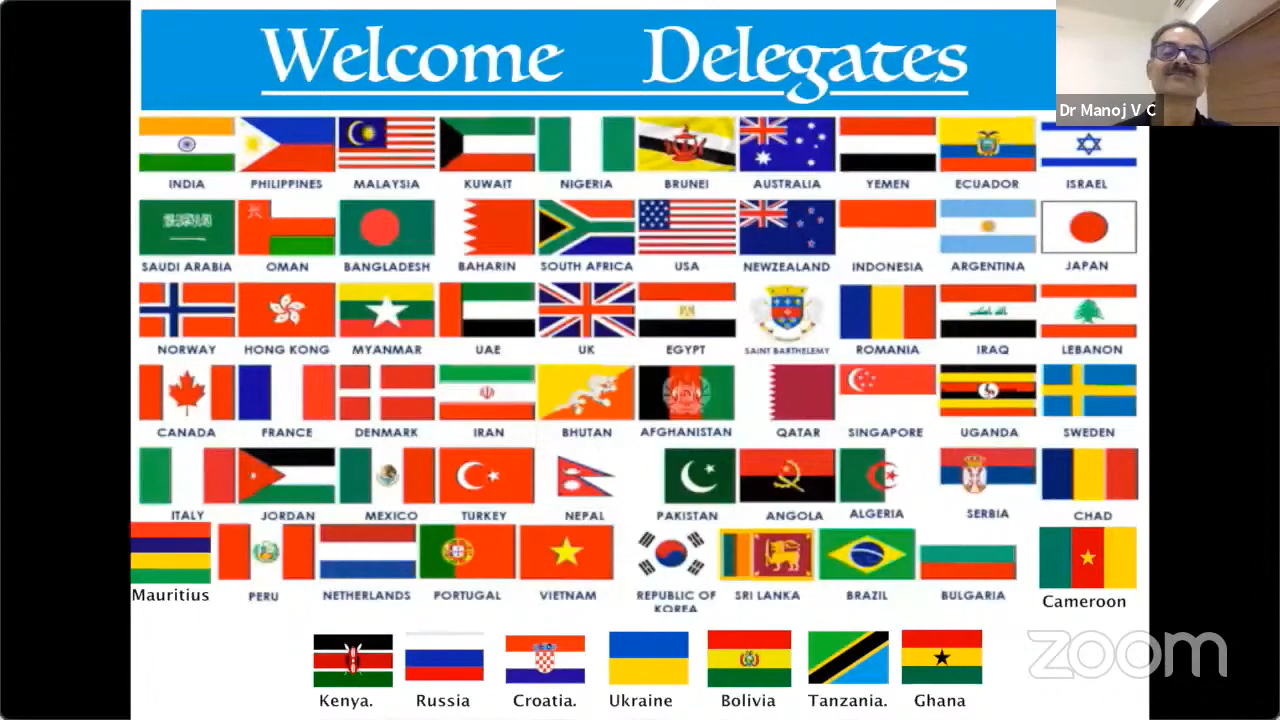 Welcome Delegates
Dr Manoj V C
INDIA PHILIPPINES MALAYSIA KUWAIT NIGERIA BRUNEI AUSTRALIA YEMEN ECUADOR ISRAEL
SAUDI ARABIA OMAN BANGLADESH BAHARIN SOUTH AFRICA USA NEWZEALAND INDONESIA ARGENTINA JAPAN
NORWAY HONG KONG MYANMAR UAE UK EGYPT SAINT BARTHELEMY ROMANIA IRAQ LEBANON
CANADA FRANCE DENMARK IRAN BHUTAN AFGHANISTAN QATAR SINGAPORE UGANDA SWEDEN
ITALY JORDAN MEXICO TURKEY NEPAL PAKISTAN ANGOLA ALGERIA SERBIA CHAD
Mauritius PERU NETHERLANDS PORTUGAL VIETNAM REPUBLIC OF SRI LANKA BRAZIL BULGARIA Cameroon
KOREA
Kenya. Russia Croatia. Ukraine Bolivia Tanzania. Ghana
zoom